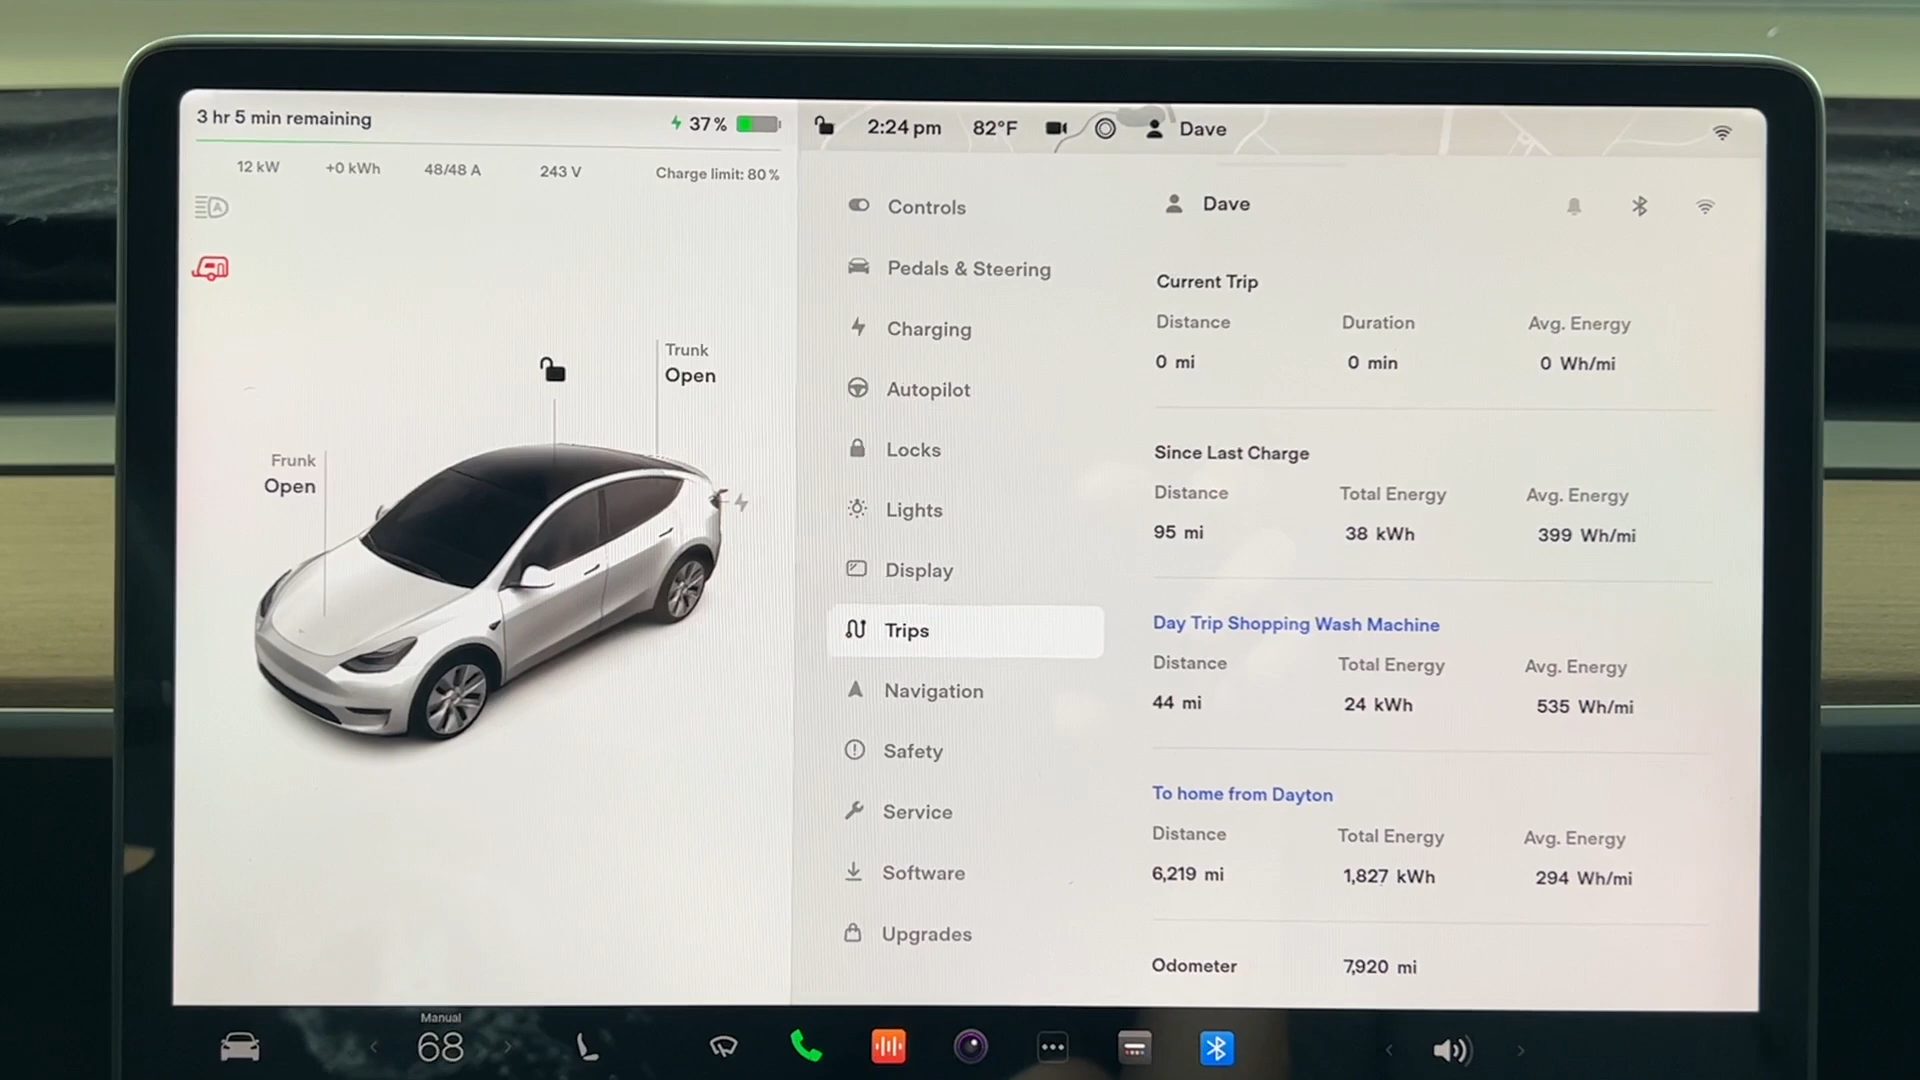 3 hr 5 min remaining
37%
12 kW +0 kWh 48/48 A 243 V Charge limit: 80%
Trunk
Open
Frunk
Open
2:24 pm 82°F Dave
Controls
Pedals & Steering
Charging
Autopilot
Locks
Lights
Display
Trips
Navigation
Safety
Service
Software
Upgrades
Dave
Current Trip
Distance Duration Avg. Energy
0 mi 0 min 0 Wh/mi
Since Last Charge
Distance Total Energy Avg. Energy
95 mi 38 kWh 399 Wh/mi
Day Trip Shopping Wash Machine
Distance Total Energy Avg. Energy
44 mi 24 kWh 535 Wh/mi
To home from Dayton
Distance Total Energy Avg. Energy
6,219 mi 1,827 kWh 294 Wh/mi
Odometer 7,920 mi
Manual
68